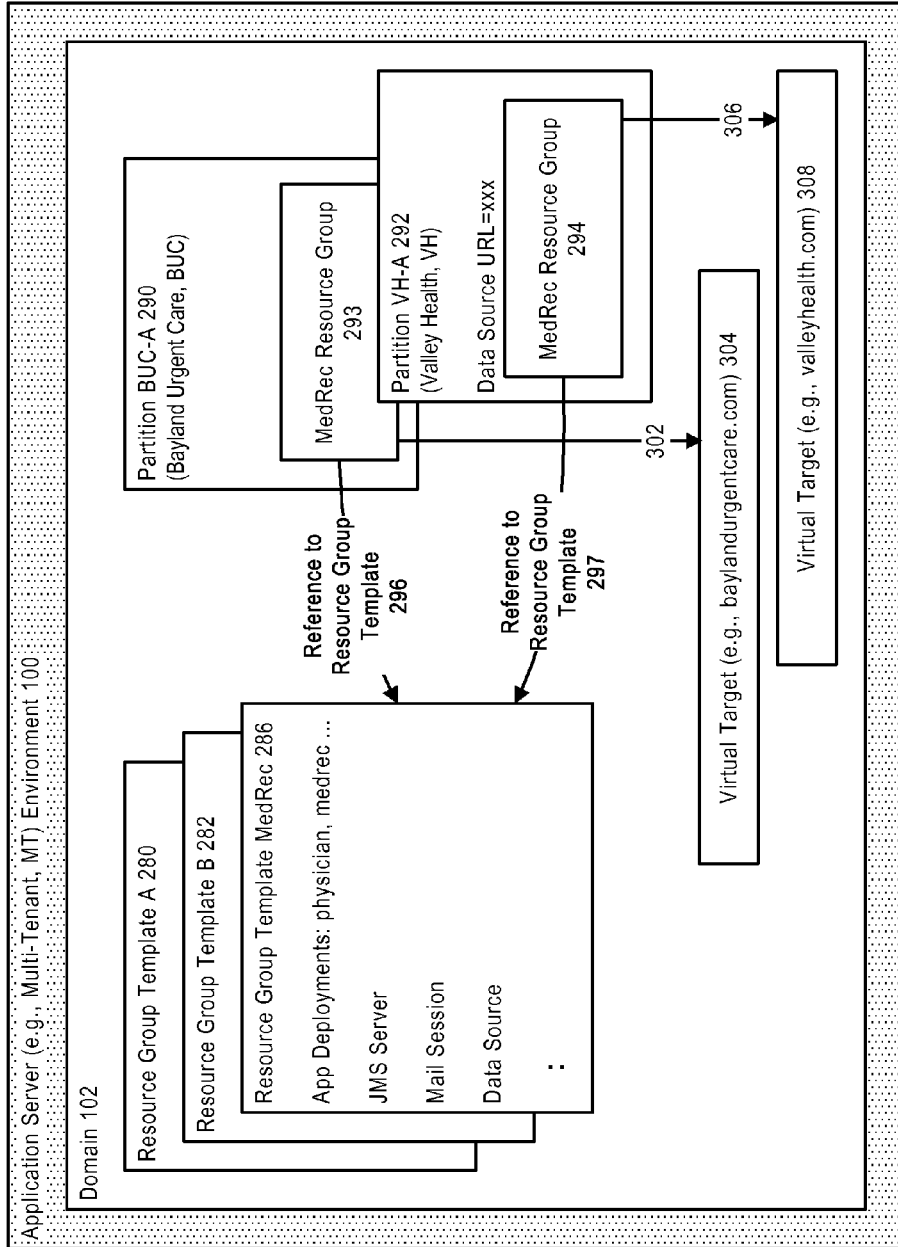 Application Server (e.g., Multi-Tenant, MT) Environment 100
Domain 102
Resource Group Template A 280
Resource Group Template B 282
Resource Group Template MedRec 286
App Deployments: physician, medrec ...
JMS Server
Mail Session
Data Source
:
Reference to
Resource Group
Template
296
Reference to
Resource Group
Template
297
Partition BUC-A 290
(Bayland Urgent Care, BUC)
MedRec Resource Group
293
Partition VH-A 292
(Valley Health, VH)
Data Source URL=xxx
MedRec Resource Group
294
302
306
Virtual Target (e.g., baylandurgentcare.com) 304
Virtual Target (e.g., valleyhealth.com) 308